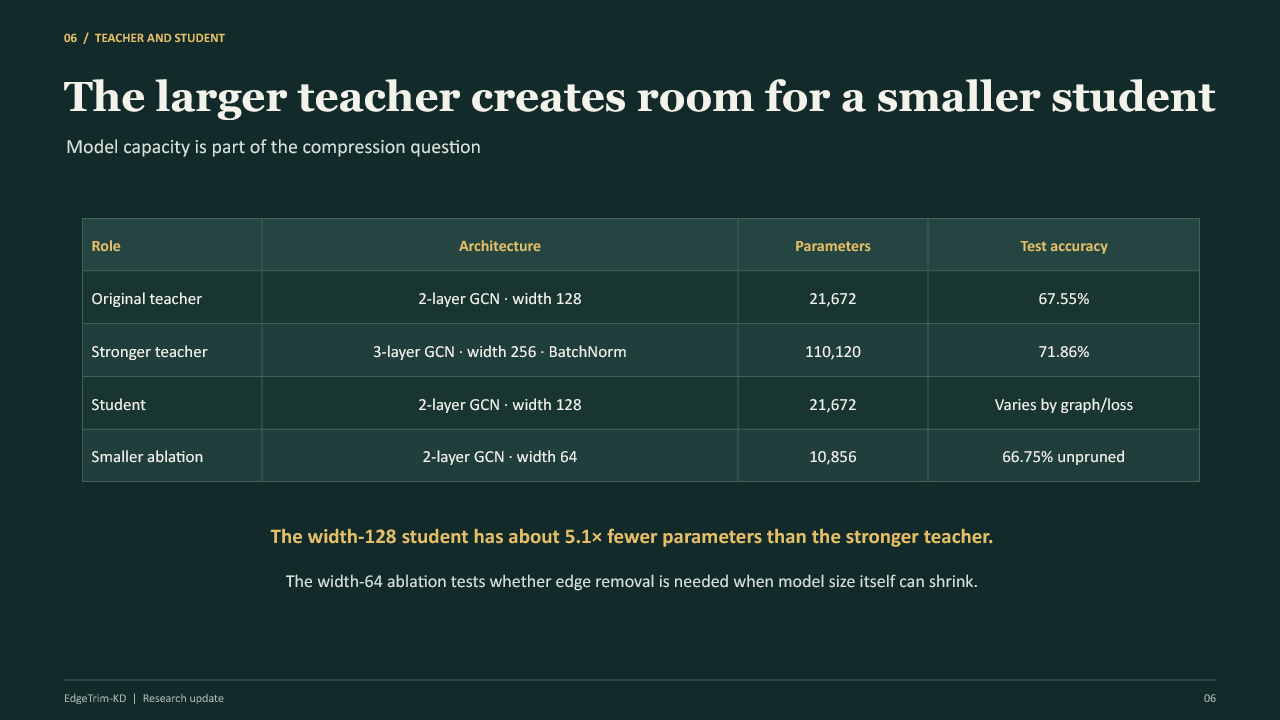 06 / TEACHER AND STUDENT
The larger teacher creates room for a smaller student
Model capacity is part of the compression question
Role Architecture Parameters Test accuracy
Original teacher 2-layer GCN · width 128 21,672 67.55%
Stronger teacher 3-layer GCN · width 256 · BatchNorm 110,120 71.86%
Student 2-layer GCN · width 128 21,672 Varies by graph/loss
Smaller ablation 2-layer GCN · width 64 10,856 66.75% unpruned
The width-128 student has about 5.1× fewer parameters than the stronger teacher.
The width-64 ablation tests whether edge removal is needed when model size itself can shrink.
EdgeTrim-KD | Research update 06